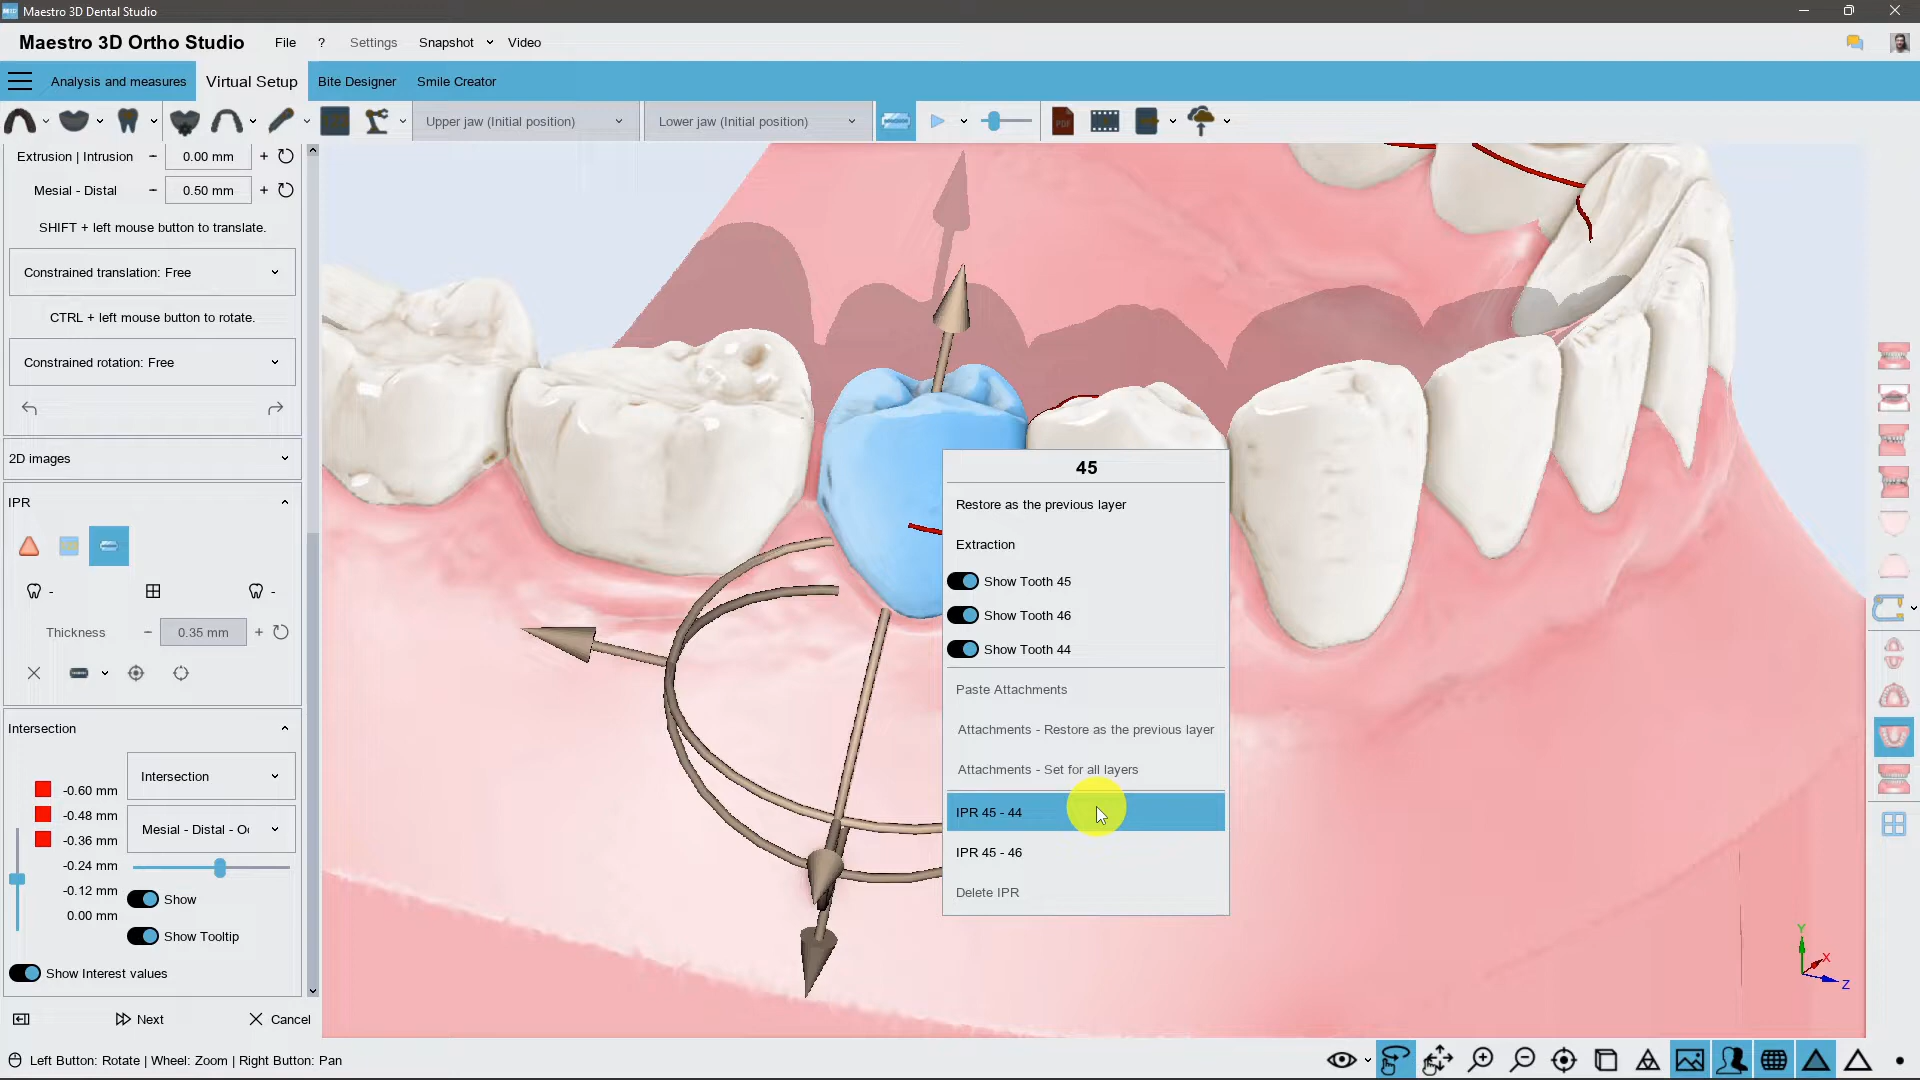 Maestro 3D Dental Studio
Maestro 3D Ortho Studio
File
?
Settings
Snapshot
Video
Analysis and measures
Virtual Setup
Bite Designer
Smile Creator
Upper jaw (Initial position)
Lower jaw (Initial position)
PDF
Extrusion | Intrusion
- 0.00 mm +
Mesial - Distal
- 0.50 mm +
SHIFT + left mouse button to translate.
Constrained translation: Free
CTRL + left mouse button to rotate.
Constrained rotation: Free
2D images
IPR
-
-
Thickness
- 0.35 mm +
Intersection
-0.60 mm
-0.48 mm
-0.36 mm
-0.24 mm
-0.12 mm
0.00 mm
Intersection
Mesial - Distal - Oc
Show
Show Tooltip
Show Interest values
Next
Cancel
45
Restore as the previous layer
Extraction
Show Tooth 45
Show Tooth 46
Show Tooth 44
Paste Attachments
Attachments - Restore as the previous layer
Attachments - Set for all layers
IPR 45 - 44
IPR 45 - 46
Delete IPR
Y
X
Z
Left Button: Rotate | Wheel: Zoom | Right Button: Pan